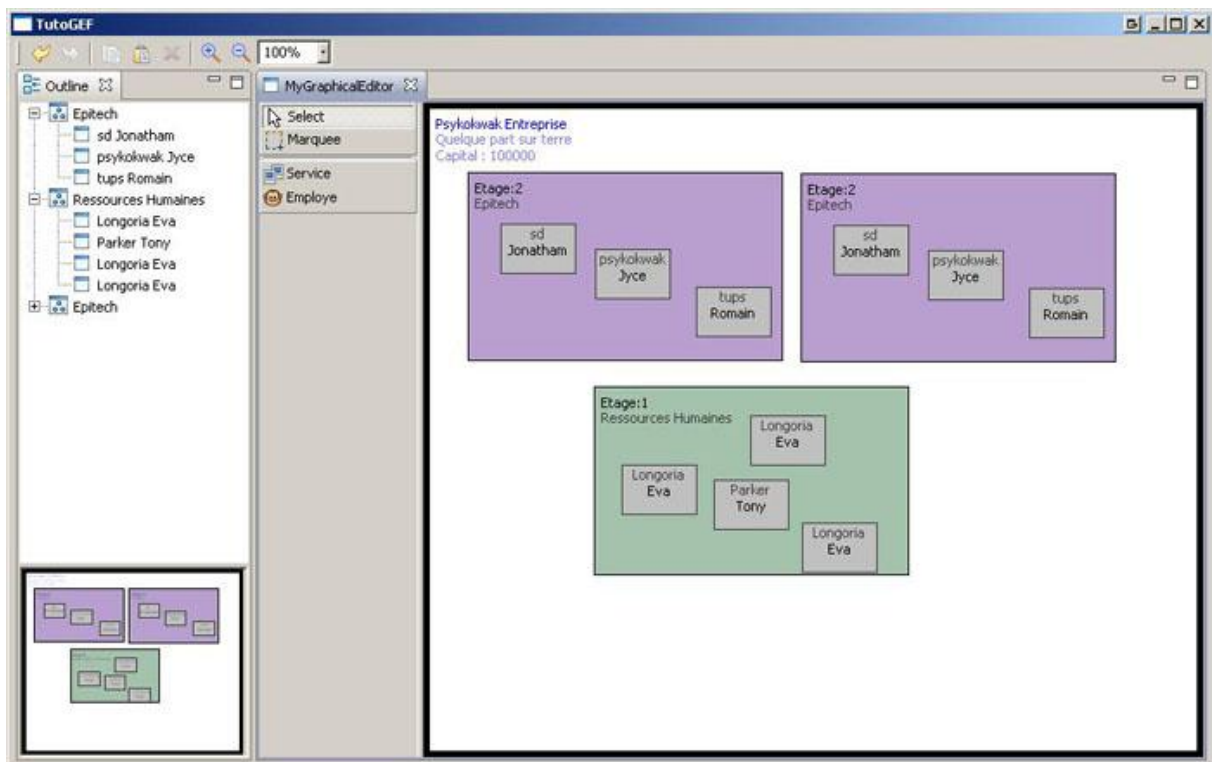 TutoGEF
100%
Outline
Epitech
sd Jonatham
psykokwak Jyce
tups Romain
Ressources Humaines
Longoria Eva
Parker Tony
Longoria Eva
Longoria Eva
Epitech
MyGraphicalEditor
Select
Marquee
Service
Employe
Psykokwak Entreprise
Quelque part sur terre
Capital : 100000
Etage:2
Epitech
sd
Jonatham
psykokwak
Jyce
tups
Romain
Etage:2
Epitech
sd
Jonatham
psykokwak
Jyce
tups
Romain
Etage:1
Ressources Humaines
Longoria
Eva
Longoria
Eva
Parker
Tony
Longoria
Eva